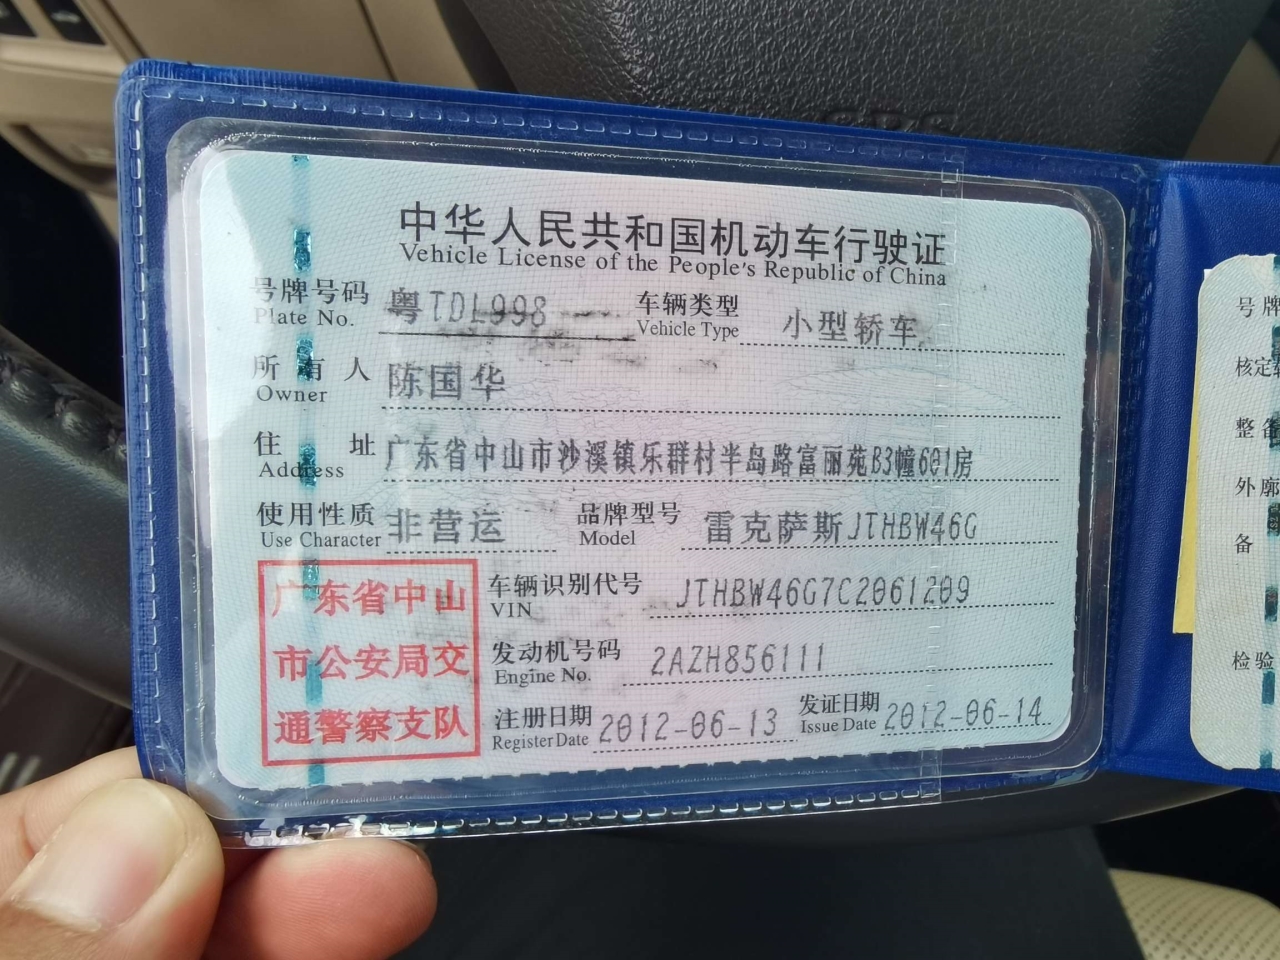 中华人民共和国机动车行驶证
Vehicle License of the People's Republic of China
号牌号码 粤TDL998 车辆类型 小型轿车
Plate No. Vehicle Type
所有人 陈国华
Owner
住址 广东省中山市沙溪镇乐群村半岛路富丽苑B3幢601房
Address
使用性质 非营运 品牌型号 雷克萨斯JTHBW46G
Use Character Model
广东省中山
市公安局交
通警察支队
车辆识别代号 JTHBW46G7C2061209
VIN
发动机号码 2AZH856111
Engine No.
注册日期 2012-06-13 发证日期 2012-06-14
Register Date Issue Date
号牌
核定
整备
外廓
备
检验